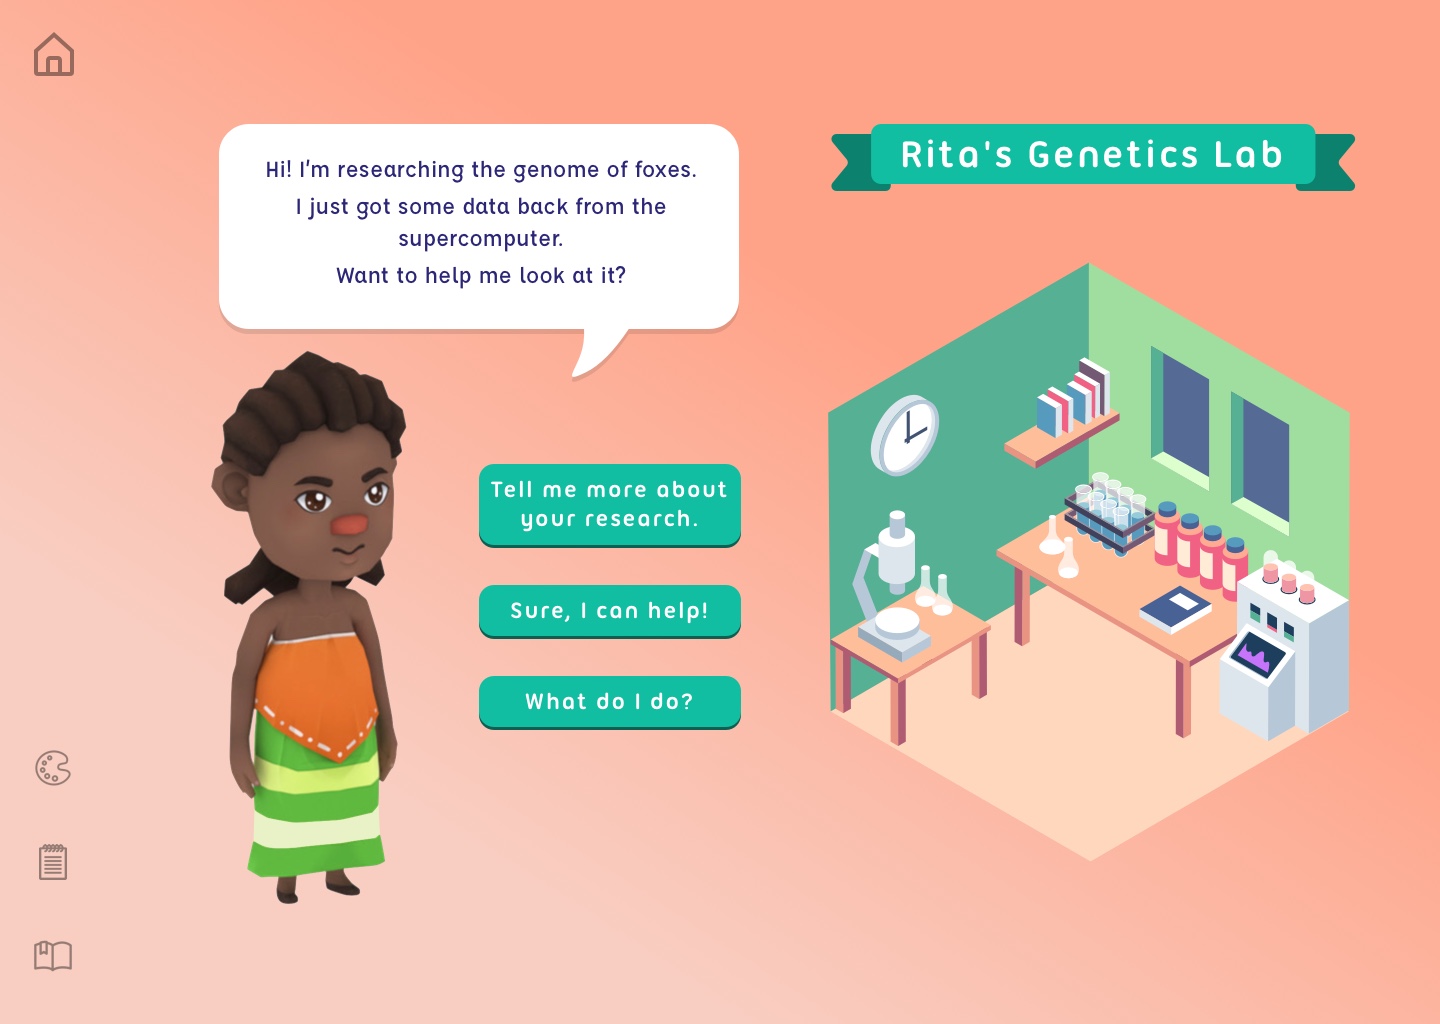 Hi! I'm researching the genome of foxes.
I just got some data back from the
supercomputer.
Want to help me look at it?
Rita's Genetics Lab
Tell me more about
your research.
Sure, I can help!
What do I do?